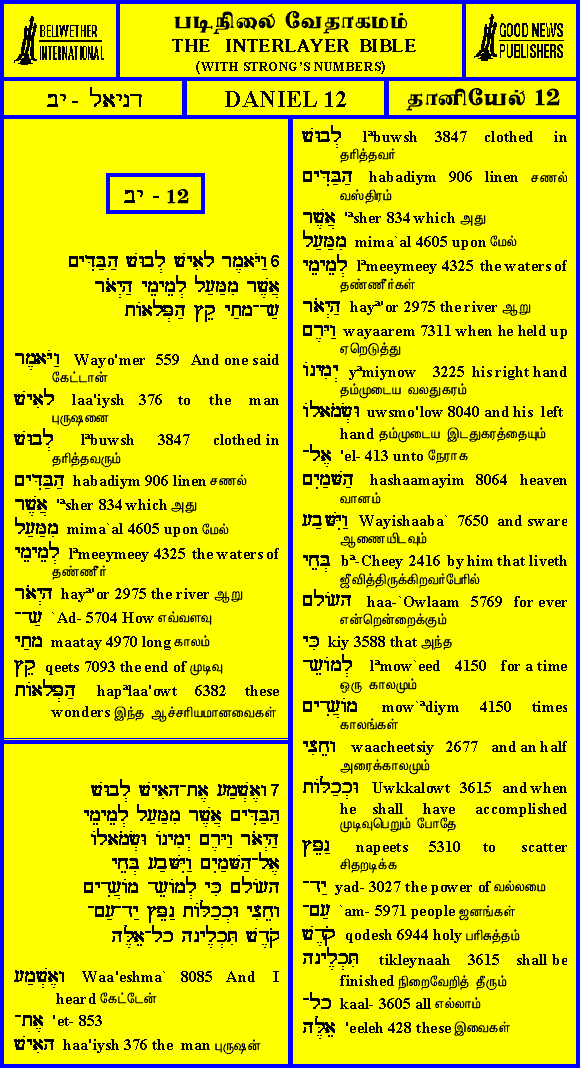 BELLWETHER
INTERNATIONAL
படிநிலை வேதாகமம்
THE INTERLAYER BIBLE
(WITH STRONG'S NUMBERS)
GOOD NEWS
PUBLISHERS
דניאל - יב
DANIEL 12
தானியேல் 12
יב - 12
6 וַיֹּאמֶר לָאִישׁ לְבוּשׁ הַבַּדִּים
אֲשֶׁר מִמַּעַל לְמֵימֵי הַיְאֹר
עַד־מָתַי קֵץ הַפְּלָאוֹת
וַיֹּאמֶר Wayo'mer 559 And one said
கேட்டான்
לָאִישׁ laa'iysh 376 to the man
புருஷனை
לְבוּשׁ lªbuwsh 3847 clothed in
தரித்தவரும்
הַבַּדִּים habadiym 906 linen சணல்
אֲשֶׁר 'ªsher 834 which அது
מִמַּעַל mima`al 4605 upon மேல்
לְמֵימֵי lªmeeymeey 4325 the waters of
தண்ணீர்
הַיְאֹר hayª'or 2975 the river ஆறு
עַד־ `Ad- 5704 How எவ்வளவு
מָתַי maatay 4970 long காலம்
קֵץ qeets 7093 the end of முடிவு
הַפְּלָאוֹת hapªlaa'owt 6382 these
wonders இந்த ஆச்சரியமானவைகள்
7 וָאֶשְׁמַע אֶת־הָאִישׁ לְבוּשׁ
הַבַּדִּים אֲשֶׁר מִמַּעַל לְמֵימֵי
הַיְאֹר וַיָּרֶם יְמִינוֹ וּשְׂמֹאלוֹ
אֶל־הַשָּׁמַיִם וַיִּשָּׁבַע בְּחֵי
הָעוֹלָם כִּי לְמוֹעֵד מוֹעֲדִים
וָחֵצִי וּכְכַלּוֹת נַפֵּץ יַד־עַם־
קֹדֶשׁ תִּכְלֶינָה כָל־אֵלֶּה
וָאֶשְׁמַע Waa'eshma` 8085 And I
heard கேட்டேன்
אֶת־ 'et- 853
הָאִישׁ haa'iysh 376 the man புருஷன்
לְבוּשׁ lªbuwsh 3847 clothed in
தரித்தவர்
הַבַּדִּים habadiym 906 linen சணல்
வஸ்திரம்
אֲשֶׁר 'ªsher 834 which அது
מִמַּעַל mima`al 4605 upon மேல்
לְמֵימֵי lªmeeymeey 4325 the waters of
தண்ணீர்கள்
הַיְאֹר hayª'or 2975 the river ஆறு
וַיָּרֶם wayaarem 7311 when he held up
ஏறெடுத்து
יְמִינוֹ yªmiynow 3225 his right hand
தம்முடைய வலதுகரம்
וּשְׂמֹאלוֹ uwsmo'low 8040 and his left
hand தம்முடைய இடதுகரத்தையும்
אֶל־ 'el- 413 unto நேராக
הַשָּׁמַיִם hashaamayim 8064 heaven
வானம்
וַיִּשָּׁבַע Wayishaaba` 7650 and sware
ஆணையிடவும்
בְּחֵי bª-Cheey 2416 by him that liveth
ஜீவித்திருக்கிறவர்பேரில்
הָעוֹלָם haa-`Owlaam 5769 for ever
என்றென்றைக்கும்
כִּי kiy 3588 that அந்த
לְמוֹעֵד lªmow`eed 4150 for a time
ஒரு காலமும்
מוֹעֲדִים mow`ªdiym 4150 times
காலங்கள்
וָחֵצִי waacheetsiy 2677 and an half
அரைக்காலமும்
וּכְכַלּוֹת Uwkkalowt 3615 and when
he shall have accomplished
முடிவுபெறும் போதே
נַפֵּץ napeets 5310 to scatter
சிதறடிக்க
יַד־ yad- 3027 the power of வல்லமை
עַם־ `am- 5971 people ஜனங்கள்
קֹדֶשׁ qodesh 6944 holy பரிசுத்தம்
תִּכְלֶינָה tikleynaah 3615 shall be
finished நிறைவேறித் தீரும்
כָל־ kaal- 3605 all எல்லாம்
אֵלֶּה 'eeleh 428 these இவைகள்